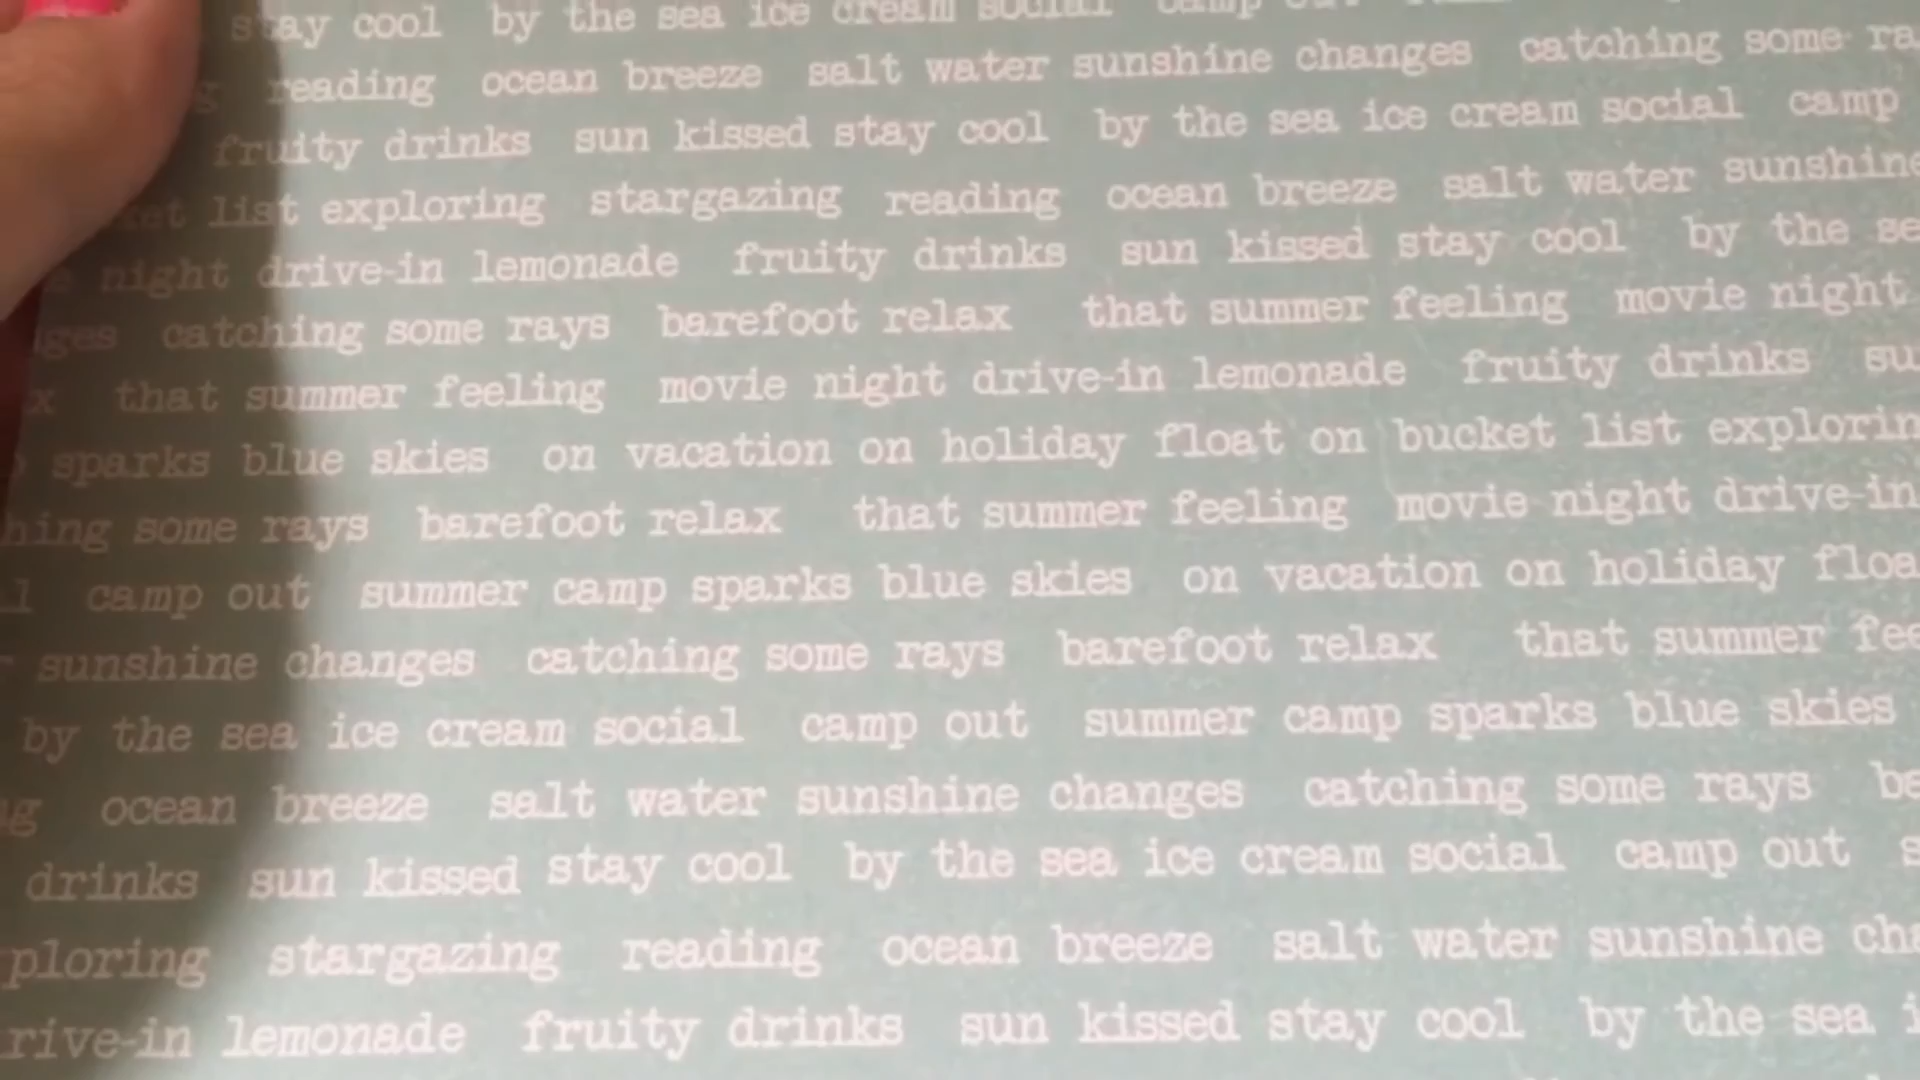 stay cool by the sea ice cream social camp
reading ocean breeze salt water sunshine changes catching some
fruity drinks sun kissed stay cool by the sea ice cream social camp
list exploring stargazing reading ocean breeze salt water sunshine
night drive-in lemonade fruity drinks sun kissed stay cool by the
catching some rays barefoot relax that summer feeling movie night
that summer feeling movie night drive-in lemonade fruity drinks
sparks blue skies on vacation on holiday float on bucket list
some rays barefoot relax that summer feeling movie night drive-in
camp out summer camp sparks blue skies on vacation on holiday
sunshine changes catching some rays barefoot relax that summer
by the sea ice cream social camp out summer camp sparks blue skies
ocean breeze salt water sunshine changes catching some rays
drinks sun kissed stay cool by the sea ice cream social camp out
ploring stargazing reading ocean breeze salt water sunshine
rive-in lemonade fruity drinks sun kissed stay cool by the sea